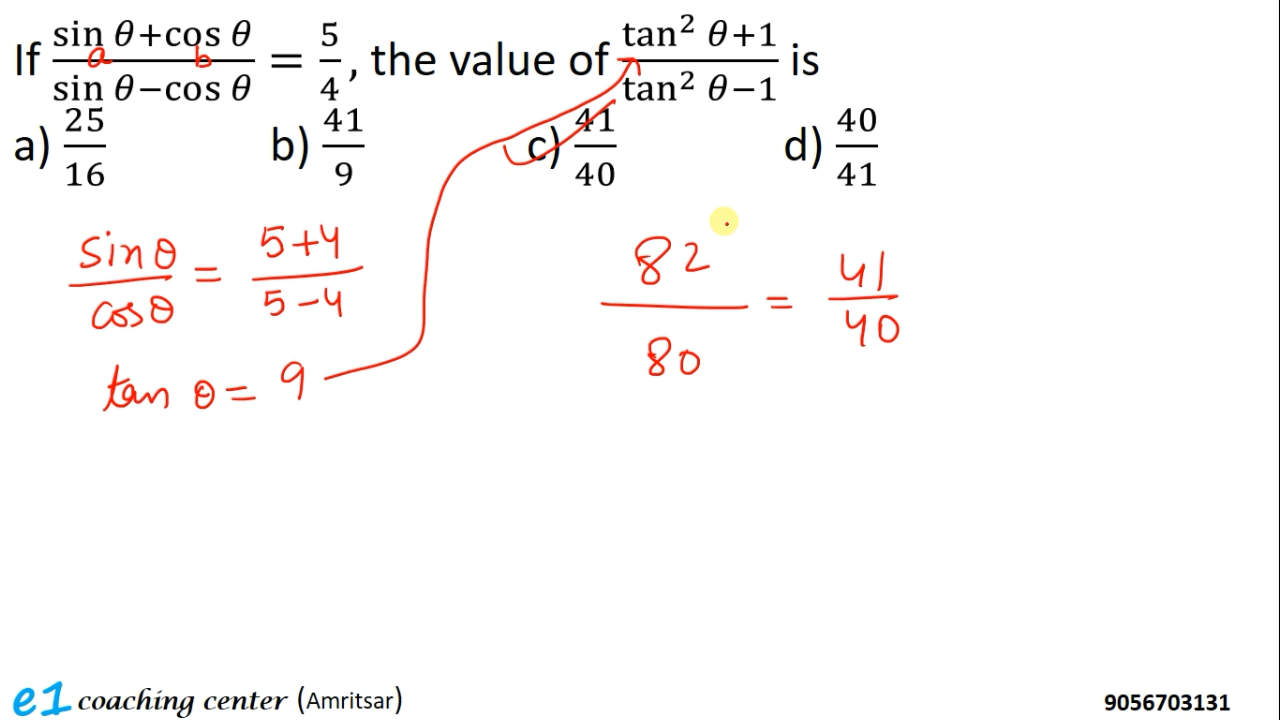 If (sin θ+cos θ)/(sin θ−cos θ) = 5/4, the value of (tan² θ+1)/(tan² θ−1) is
a b
a) 25/16 b) 41/9 c) 41/40 d) 40/41
sin θ/cos θ = (5+4)/(5−4)
82/80 = 41/40
tan θ = 9
e1 coaching center (Amritsar)
9056703131